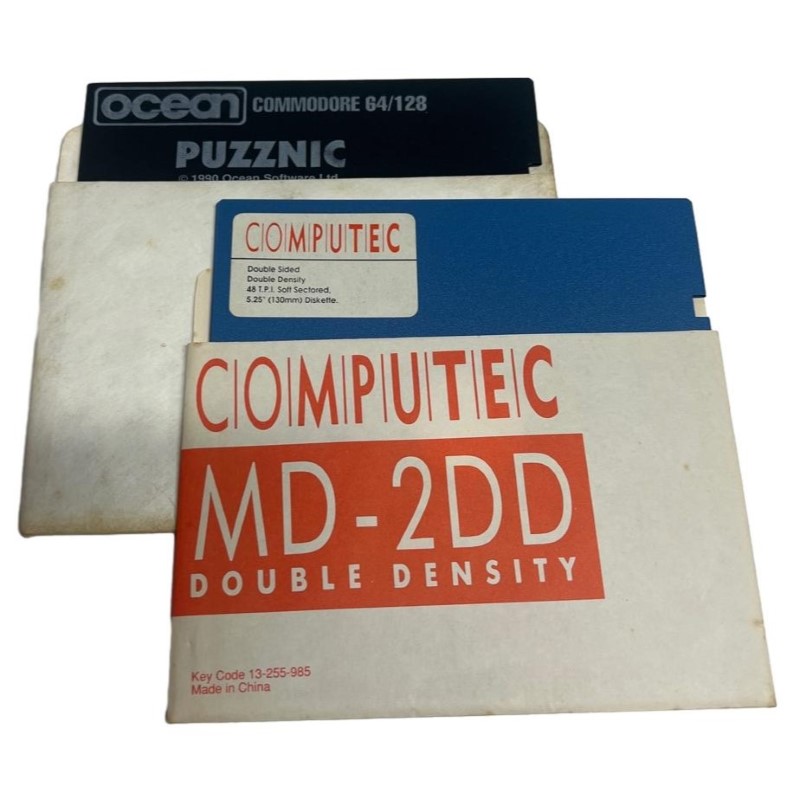 ocean COMMODORE 64/128
PUZZNIC
© 1990 Ocean Software Ltd
COMPUTEC
Double Sided
Double Density
48 T.P.I. Soft Sectored,
5.25" (130mm) Diskette.
COMPUTEC
MD-2DD
DOUBLE DENSITY
Key Code 13-255-985
Made in China